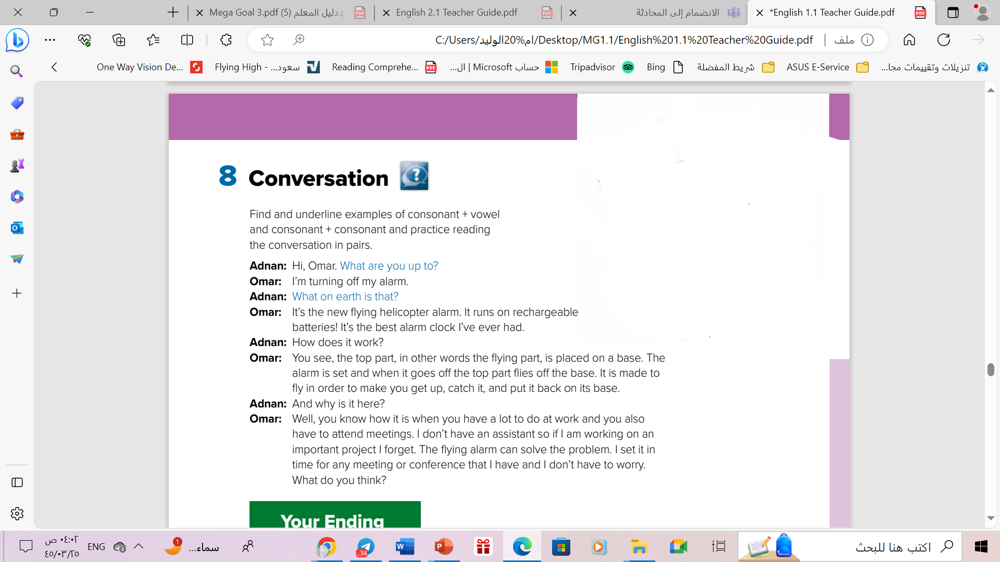 Mega Goal 3.pdf (5) دليل المعلم.p
English 2.1 Teacher Guide.pdf
الانضمام إلى المحادثة
*English 1.1 Teacher Guide.pdf
C:/Users/ام%20الوليد/Desktop/MG1.1/English%201.1%20Teacher%20Guide.pdf
ملف
One Way Vision De...
Flying High - سعود...
Reading Comprehe...
حساب Microsoft | ال...
Tripadvisor
Bing
شريط المفضلة
ASUS E-Service
تنزيلات وتقييمات مجا...
8 Conversation
Find and underline examples of consonant + vowel
and consonant + consonant and practice reading
the conversation in pairs.
Adnan: Hi, Omar. What are you up to?
Omar: I'm turning off my alarm.
Adnan: What on earth is that?
Omar: It's the new flying helicopter alarm. It runs on rechargeable
batteries! It's the best alarm clock I've ever had.
Adnan: How does it work?
Omar: You see, the top part, in other words the flying part, is placed on a base. The
alarm is set and when it goes off the top part flies off the base. It is made to
fly in order to make you get up, catch it, and put it back on its base.
Adnan: And why is it here?
Omar: Well, you know how it is when you have a lot to do at work and you also
have to attend meetings. I don't have an assistant so if I am working on an
important project I forget. The flying alarm can solve the problem. I set it in
time for any meeting or conference that I have and I don't have to worry.
What do you think?
Your Ending
٠٤:٠٢ ص
٤٥/٠٣/٢٥
ENG
1
سماء...
..34
اكتب هنا للبحث